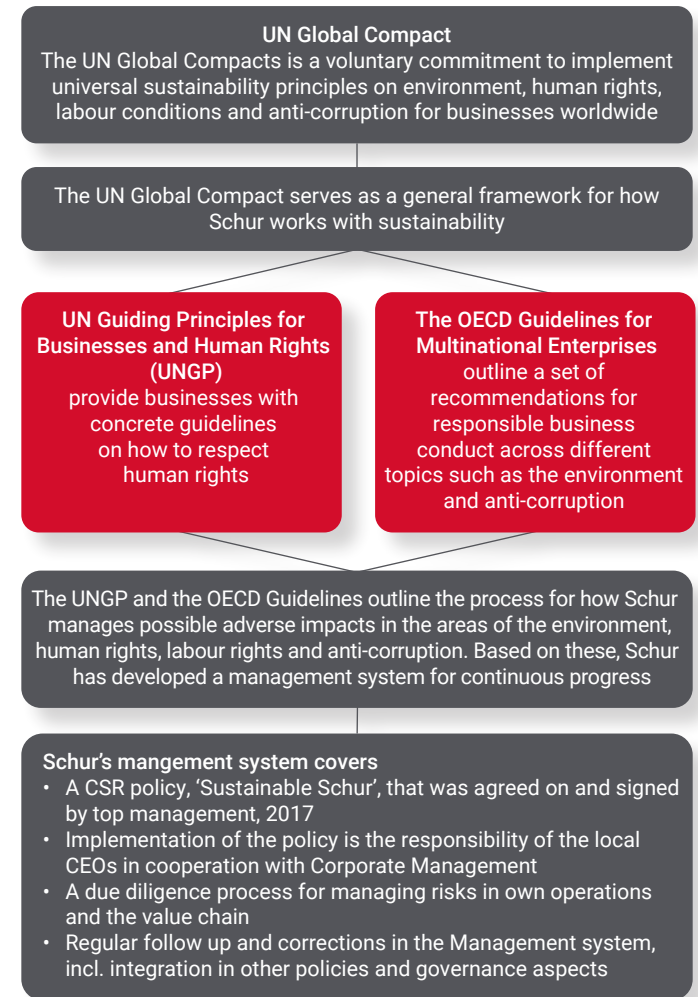 UN Global Compact
The UN Global Compacts is a voluntary commitment to implement
universal sustainability principles on environment, human rights,
labour conditions and anti-corruption for businesses worldwide
The UN Global Compact serves as a general framework for how
Schur works with sustainability
UN Guiding Principles for
Businesses and Human Rights
(UNGP)
provide businesses with
concrete guidelines
on how to respect
human rights
The OECD Guidelines for
Multinational Enterprises
outline a set of
recommendations for
responsible business
conduct across different
topics such as the environment
and anti-corruption
The UNGP and the OECD Guidelines outline the process for how Schur
manages possible adverse impacts in the areas of the environment,
human rights, labour rights and anti-corruption. Based on these, Schur
has developed a management system for continuous progress
Schur's mangement system covers
• A CSR policy, 'Sustainable Schur', that was agreed on and signed
by top management, 2017
• Implementation of the policy is the responsibility of the local
CEOs in cooperation with Corporate Management
• A due diligence process for managing risks in own operations
and the value chain
• Regular follow up and corrections in the Management system,
incl. integration in other policies and governance aspects